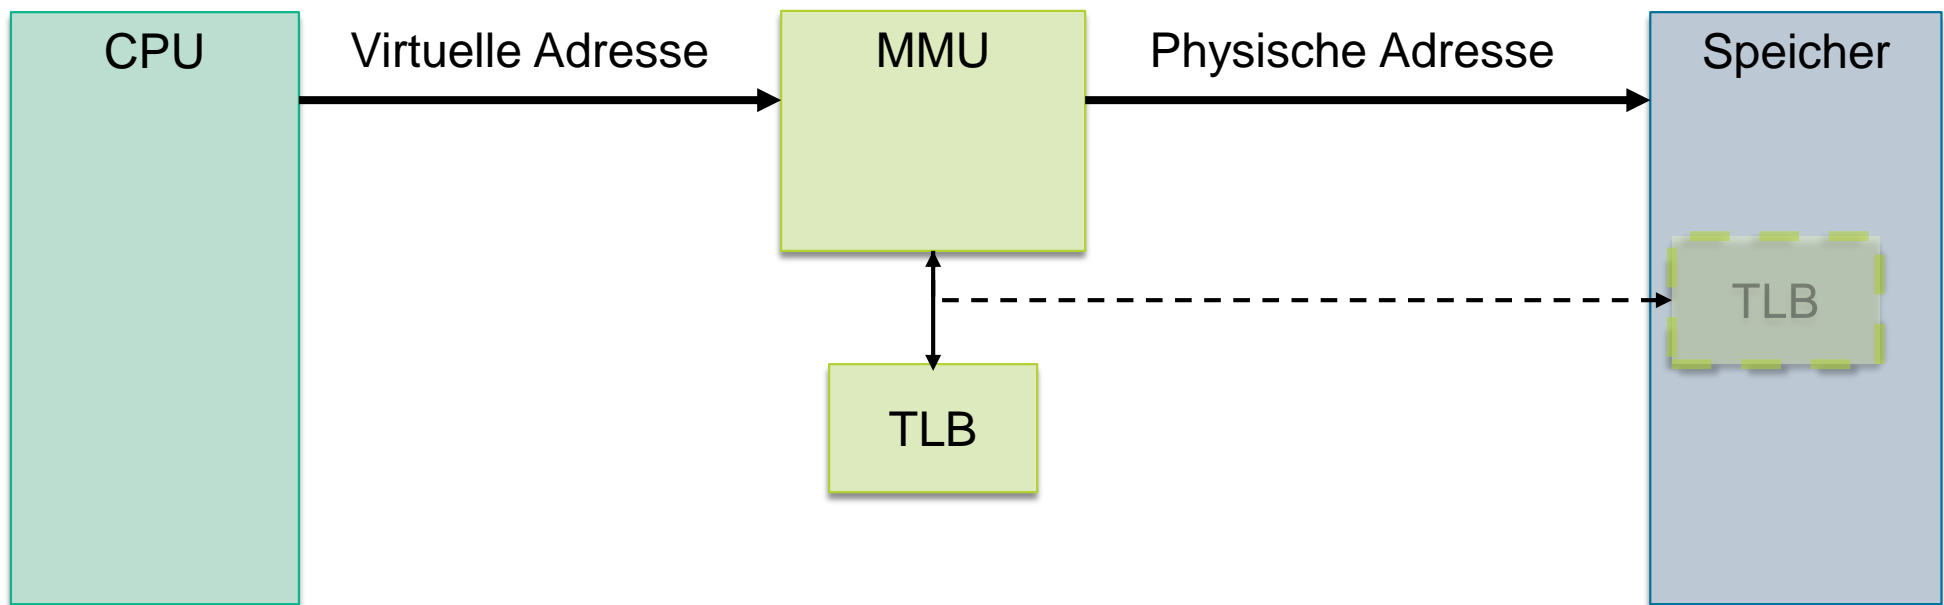 CPU
Virtuelle Adresse
MMU
Physische Adresse
Speicher
TLB
TLB